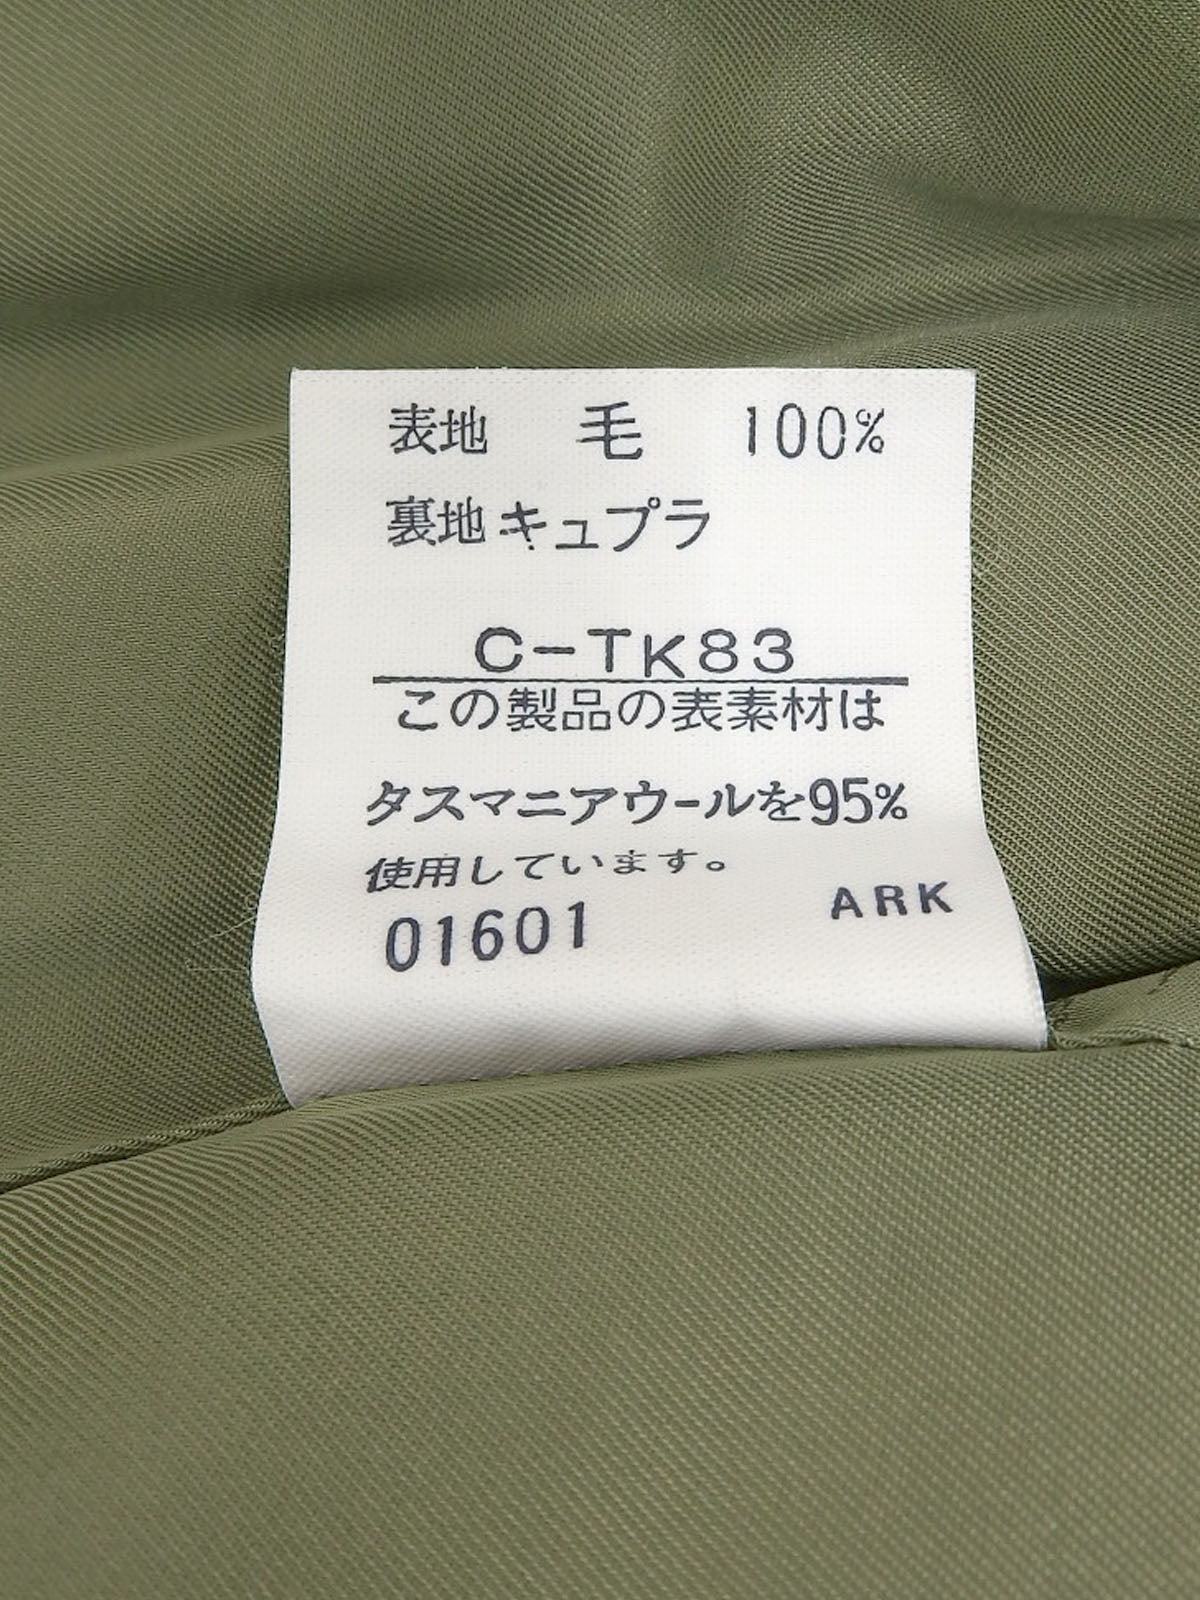 表地 毛 100%
裏地 キュプラ
C-TK83
この製品の表素材は
タスマニアウールを95%
使用しています。
01601 ARK